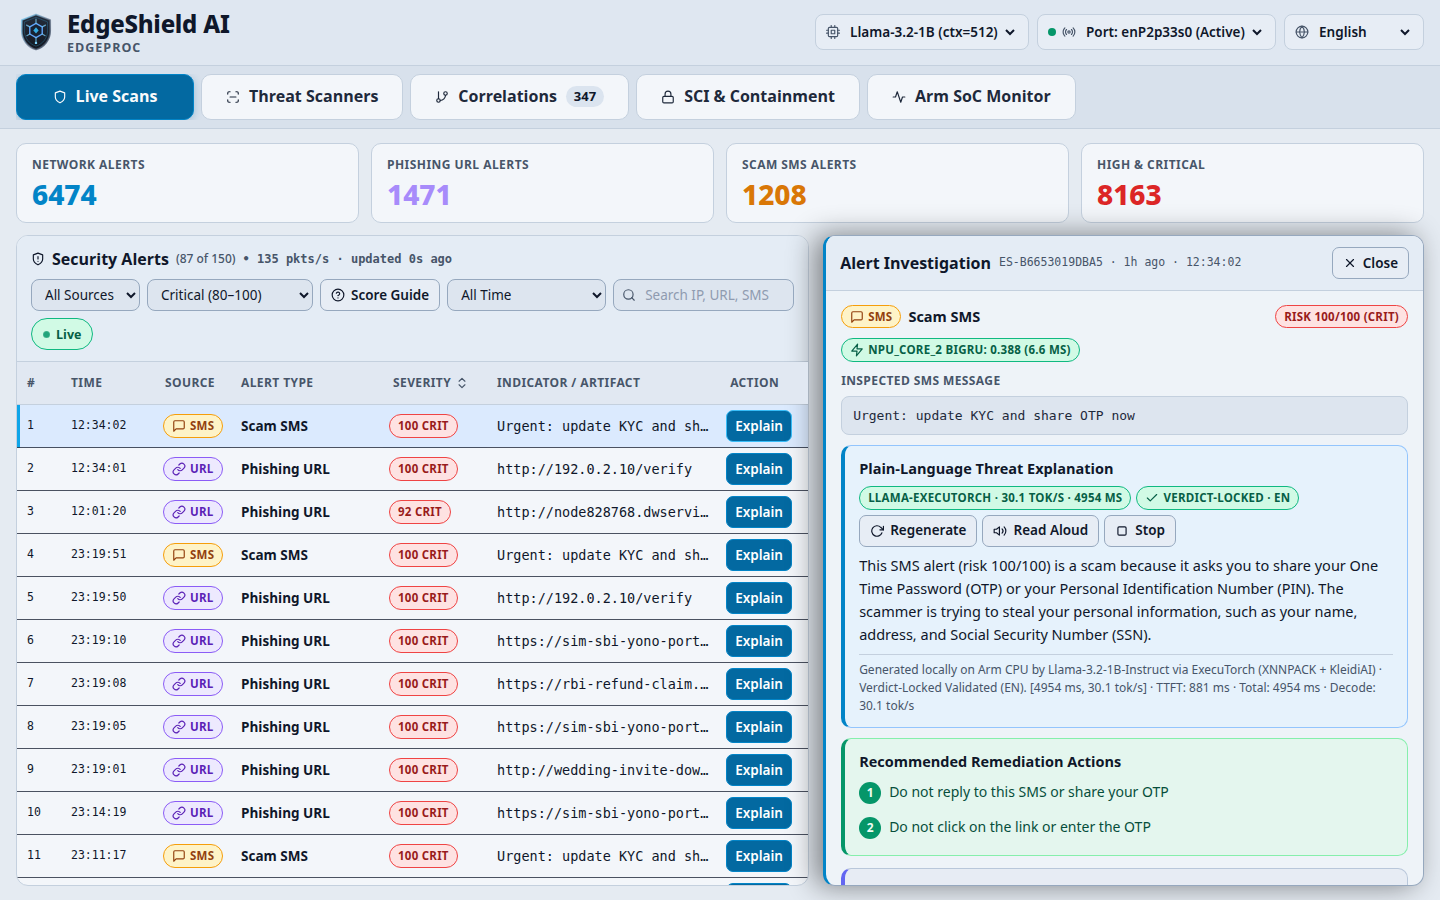 EdgeShield AI
EDGEPROC
Llama-3.2-1B (ctx=512)
Port: enP2p33s0 (Active)
English
Live Scans
Threat Scanners
Correlations 347
SCI & Containment
Arm SoC Monitor
NETWORK ALERTS
6474
PHISHING URL ALERTS
1471
SCAM SMS ALERTS
1208
HIGH & CRITICAL
8163
Security Alerts (87 of 150) • 135 pkts/s · updated 0s ago
All Sources
Critical (80–100)
Score Guide
All Time
Search IP, URL, SMS
Live
# TIME SOURCE ALERT TYPE SEVERITY INDICATOR / ARTIFACT ACTION
1 12:34:02 SMS Scam SMS 100 CRIT Urgent: update KYC and sh… Explain
2 12:34:01 URL Phishing URL 100 CRIT http://192.0.2.10/verify Explain
3 12:01:20 URL Phishing URL 92 CRIT http://node828768.dwservi… Explain
4 23:19:51 SMS Scam SMS 100 CRIT Urgent: update KYC and sh… Explain
5 23:19:50 URL Phishing URL 100 CRIT http://192.0.2.10/verify Explain
6 23:19:10 URL Phishing URL 100 CRIT https://sim-sbi-yono-port… Explain
7 23:19:08 URL Phishing URL 100 CRIT https://rbi-refund-claim.… Explain
8 23:19:05 URL Phishing URL 100 CRIT https://sim-sbi-yono-port… Explain
9 23:19:01 URL Phishing URL 100 CRIT http://wedding-invite-dow… Explain
10 23:14:19 URL Phishing URL 100 CRIT https://sim-sbi-yono-port… Explain
11 23:11:17 SMS Scam SMS 100 CRIT Urgent: update KYC and sh… Explain
Alert Investigation ES-B6653019DBA5 · 1h ago · 12:34:02
Close
SMS Scam SMS RISK 100/100 (CRIT)
NPU_CORE_2 BIGRU: 0.388 (6.6 MS)
INSPECTED SMS MESSAGE
Urgent: update KYC and share OTP now
Plain-Language Threat Explanation
LLAMA-EXECUTORCH · 30.1 TOK/S · 4954 MS
VERDICT-LOCKED · EN
Regenerate
Read Aloud
Stop
This SMS alert (risk 100/100) is a scam because it asks you to share your One
Time Password (OTP) or your Personal Identification Number (PIN). The
scammer is trying to steal your personal information, such as your name,
address, and Social Security Number (SSN).
Generated locally on Arm CPU by Llama-3.2-1B-Instruct via ExecuTorch (XNNPACK + KleidiAI) ·
Verdict-Locked Validated (EN). [4954 ms, 30.1 tok/s] · TTFT: 881 ms · Total: 4954 ms · Decode:
30.1 tok/s
Recommended Remediation Actions
1 Do not reply to this SMS or share your OTP
2 Do not click on the link or enter the OTP